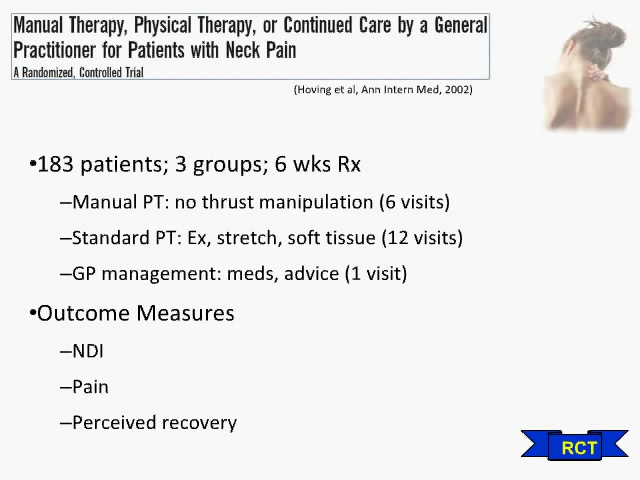 Manual Therapy, Physical Therapy, or Continued Care by a General
Practitioner for Patients with Neck Pain
A Randomized, Controlled Trial
(Hoving et al, Ann Intern Med, 2002)
•183 patients; 3 groups; 6 wks Rx
–Manual PT: no thrust manipulation (6 visits)
–Standard PT: Ex, stretch, soft tissue (12 visits)
–GP management: meds, advice (1 visit)
•Outcome Measures
–NDI
–Pain
–Perceived recovery
RCT